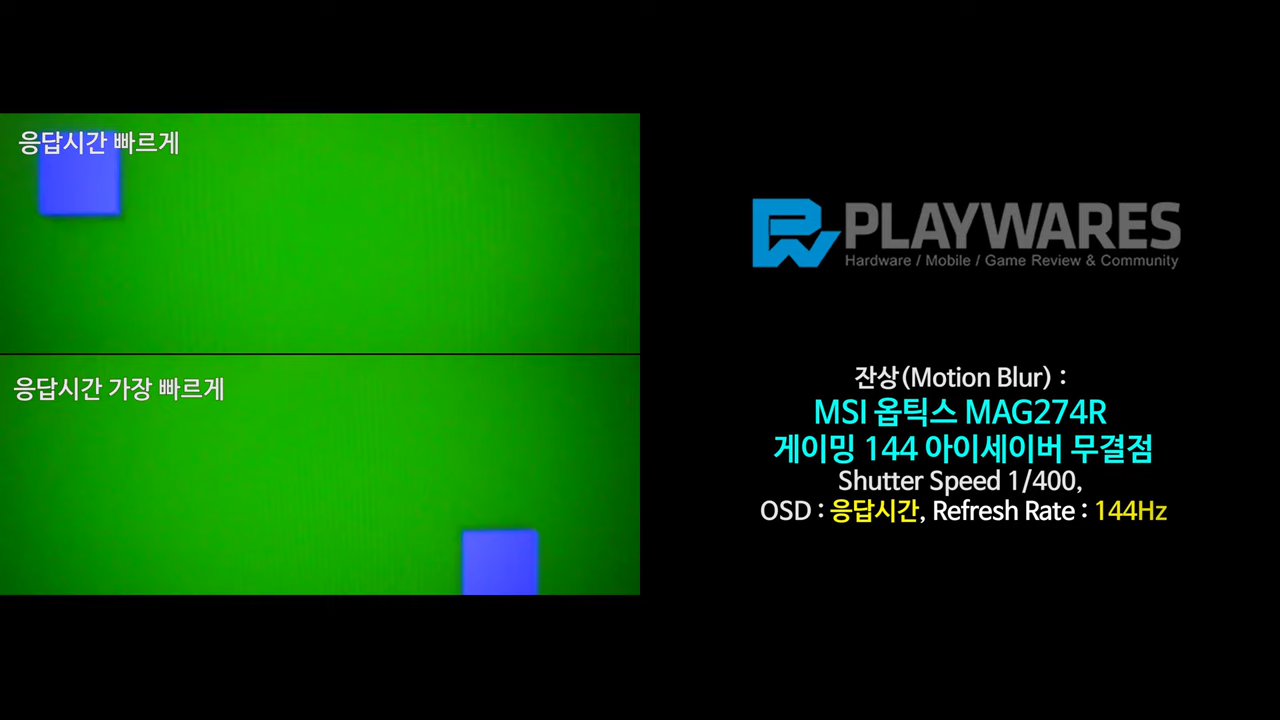 응답시간 빠르게
응답시간 가장 빠르게
PLAYWARES
Hardware / Mobile / Game Review & Community
잔상(Motion Blur) :
MSI 옵틱스 MAG274R
게이밍 144 아이세이버 무결점
Shutter Speed 1/400,
OSD : 응답시간, Refresh Rate : 144Hz